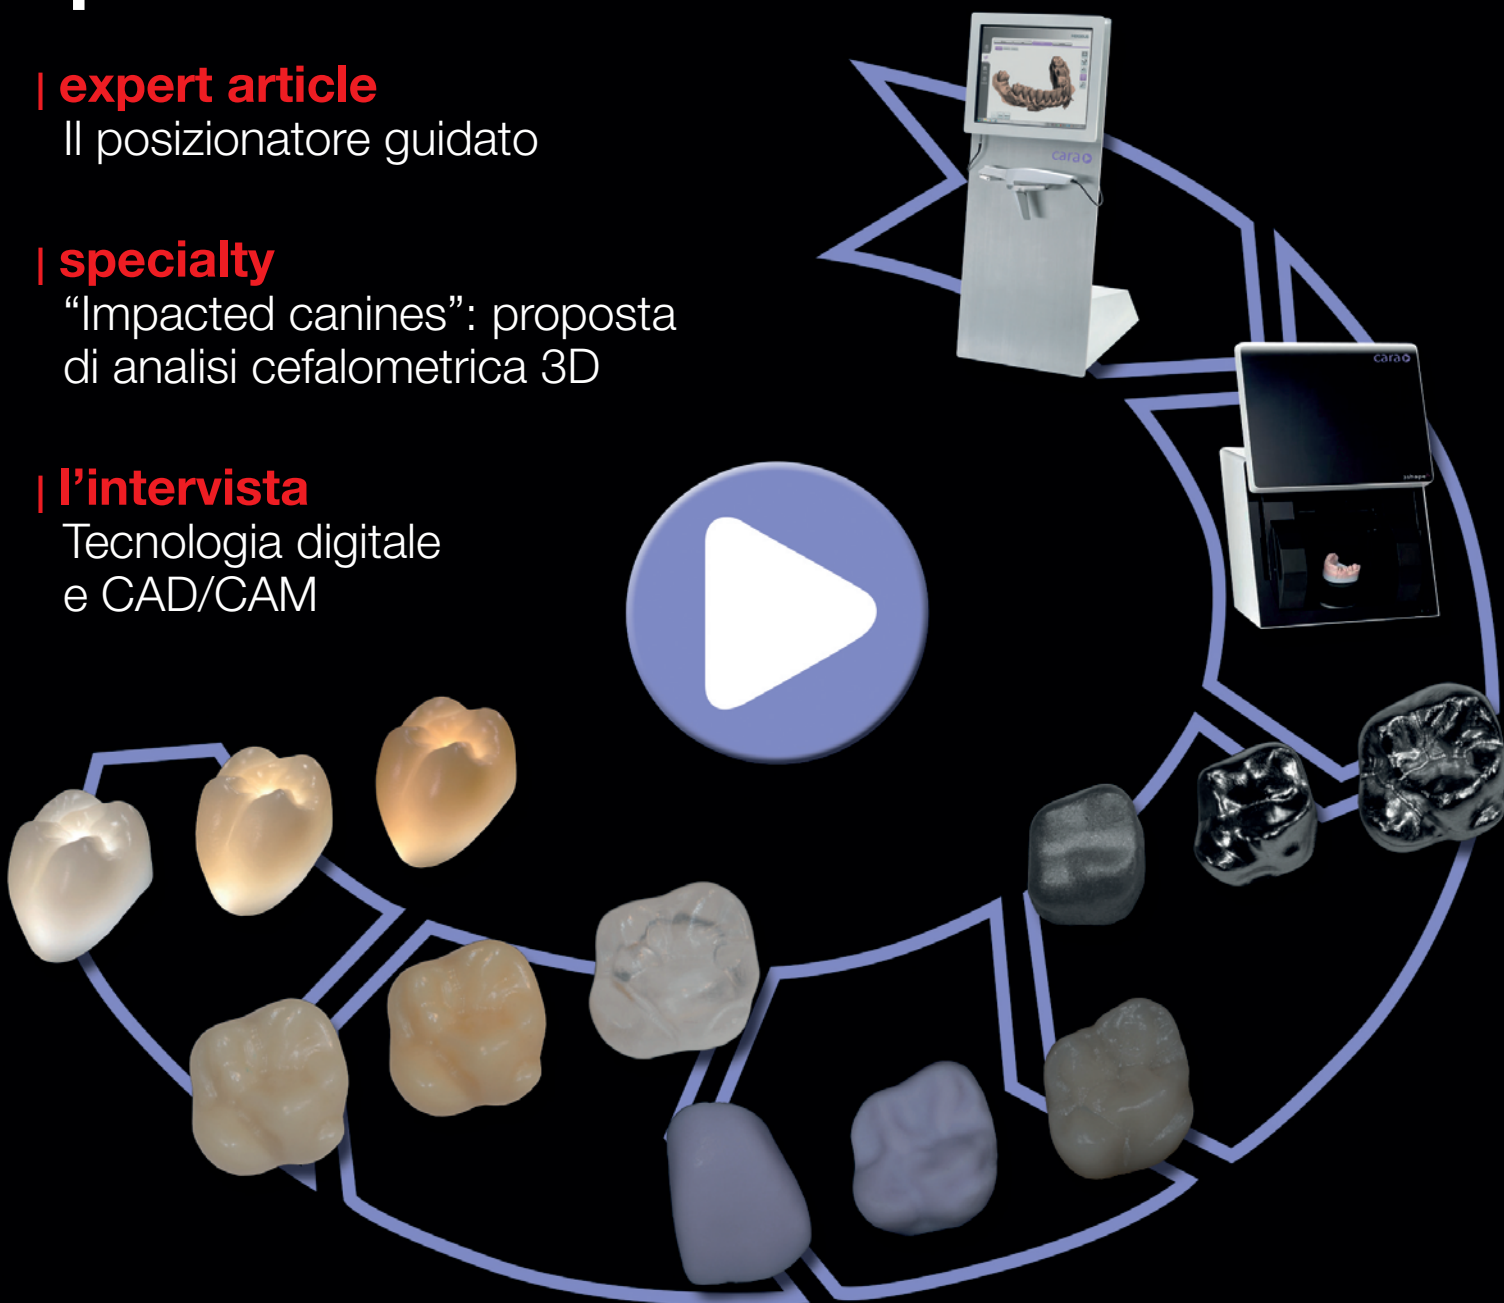 | expert article
Il posizionatore guidato
| specialty
“Impacted canines”: proposta
di analisi cefalometrica 3D
| l’intervista
Tecnologia digitale
e CAD/CAM
cara
cara
3shape